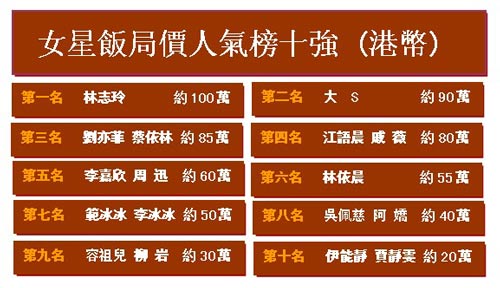 女星飯局價人氣榜十強（港幣）
第一名 林志玲 約100萬
第二名 大 S 約90萬
第三名 劉亦菲 蔡依林 約85萬
第四名 江語晨 戚 薇 約80萬
第五名 李嘉欣 周 迅 約60萬
第六名 林依晨 約55萬
第七名 範冰冰 李冰冰 約50萬
第八名 吳佩慈 阿 嬌 約40萬
第九名 容祖兒 柳 岩 約30萬
第十名 伊能靜 賈靜雯 約20萬